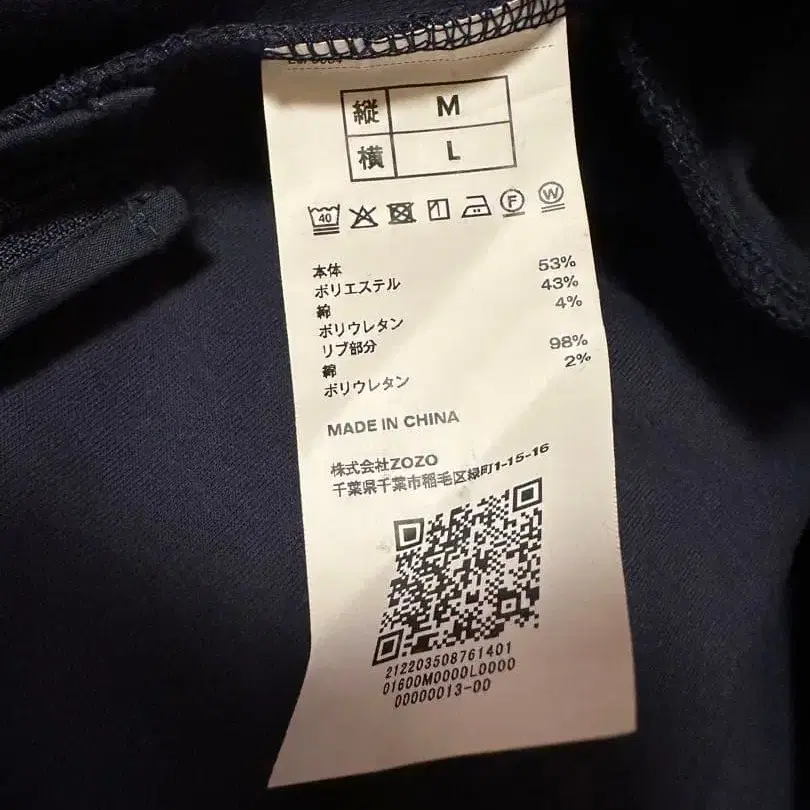 縦 M
横 L
40 F W
本体
ポリエステル 53%
綿 43%
ポリウレタン 4%
リブ部分
綿 98%
ポリウレタン 2%
MADE IN CHINA
株式会社ZOZO
千葉県千葉市稲毛区緑町1-15-16
212203508761401
01600M0000L0000
00000013-00